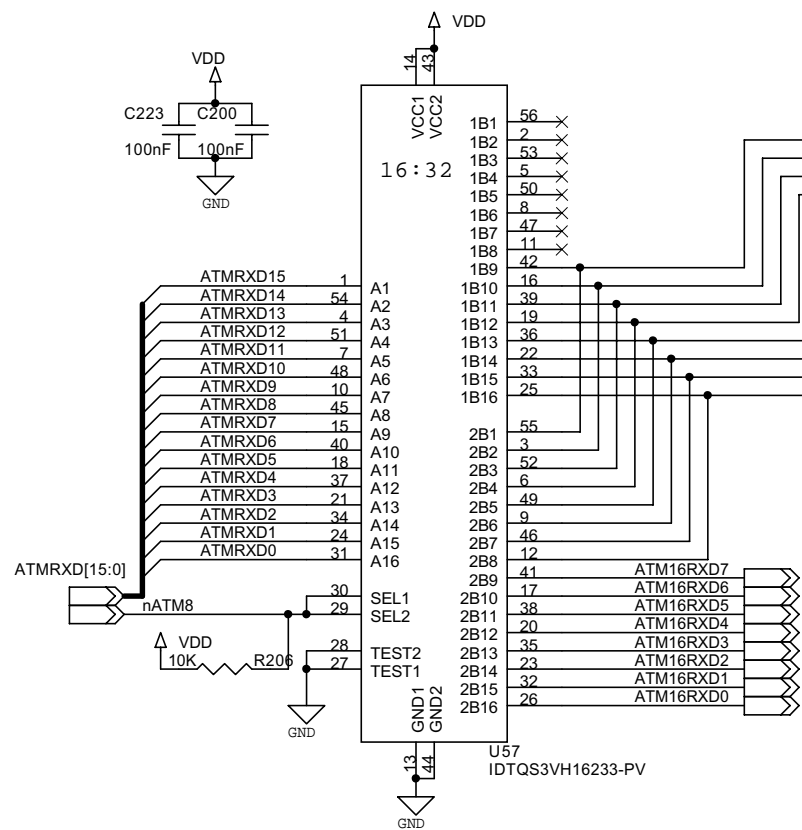 VDD
VDD
14
43
C223
C200
100nF
100nF
GND
VCC1
VCC2
16:32
1B1 56
1B2 2
1B3 53
1B4 5
1B5 50
1B6 8
1B7 47
1B8 11
1B9 42
1B10 16
1B11 39
1B12 19
1B13 36
1B14 22
1B15 33
1B16 25
ATMRXD15 1 A1
ATMRXD14 54 A2
ATMRXD13 4 A3
ATMRXD12 51 A4
ATMRXD11 7 A5
ATMRXD10 48 A6
ATMRXD9 10 A7
ATMRXD8 45 A8
ATMRXD7 15 A9
ATMRXD6 40 A10
ATMRXD5 18 A11
ATMRXD4 37 A12
ATMRXD3 21 A13
ATMRXD2 34 A14
ATMRXD1 24 A15
ATMRXD0 31 A16
2B1 55
2B2 3
2B3 52
2B4 6
2B5 49
2B6 9
2B7 46
2B8 12
2B9 41 ATM16RXD7
2B10 17 ATM16RXD6
2B11 38 ATM16RXD5
2B12 20 ATM16RXD4
2B13 35 ATM16RXD3
2B14 23 ATM16RXD2
2B15 32 ATM16RXD1
2B16 26 ATM16RXD0
ATMRXD[15:0]
nATM8
30 SEL1
29 SEL2
VDD
10K
R206
28 TEST2
27 TEST1
GND
GND1
GND2
13
44
GND
U57
IDTQS3VH16233-PV